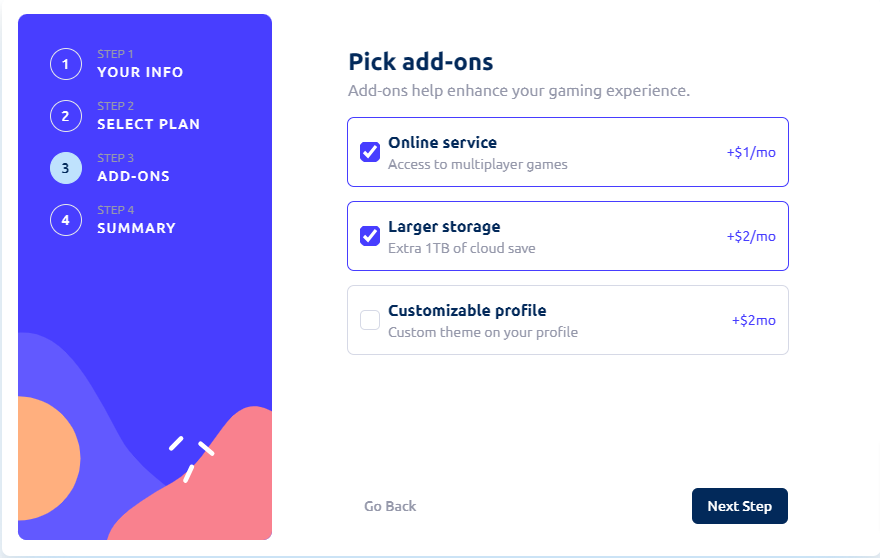 1
STEP 1
YOUR INFO
2
STEP 2
SELECT PLAN
3
STEP 3
ADD-ONS
4
STEP 4
SUMMARY
Pick add-ons
Add-ons help enhance your gaming experience.
Online service
Access to multiplayer games
+$1/mo
Larger storage
Extra 1TB of cloud save
+$2/mo
Customizable profile
Custom theme on your profile
+$2mo
Go Back
Next Step